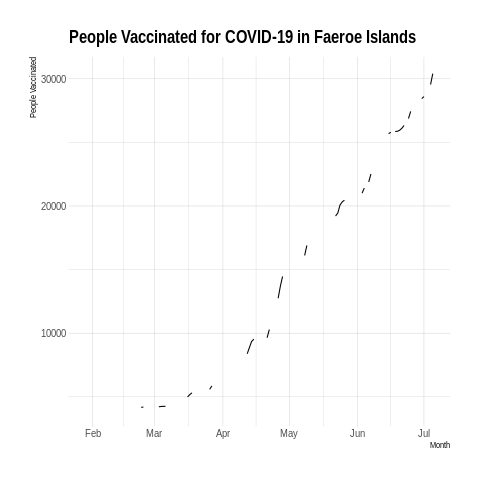 People Vaccinated for COVID-19 in Faeroe Islands
People Vaccinated
30000
20000
10000
Feb Mar Apr May Jun Jul
Month